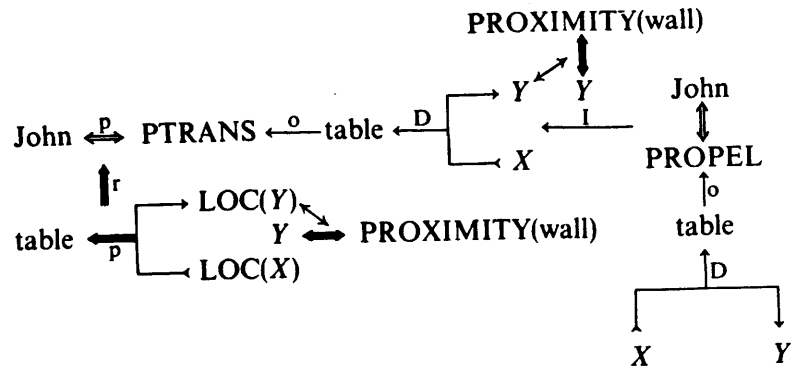 PROXIMITY(wall)
Y Y John
John p PTRANS o table D I
X PROPEL
r o
LOC(Y)
table p Y PROXIMITY(wall) table
LOC(X)
D
X Y